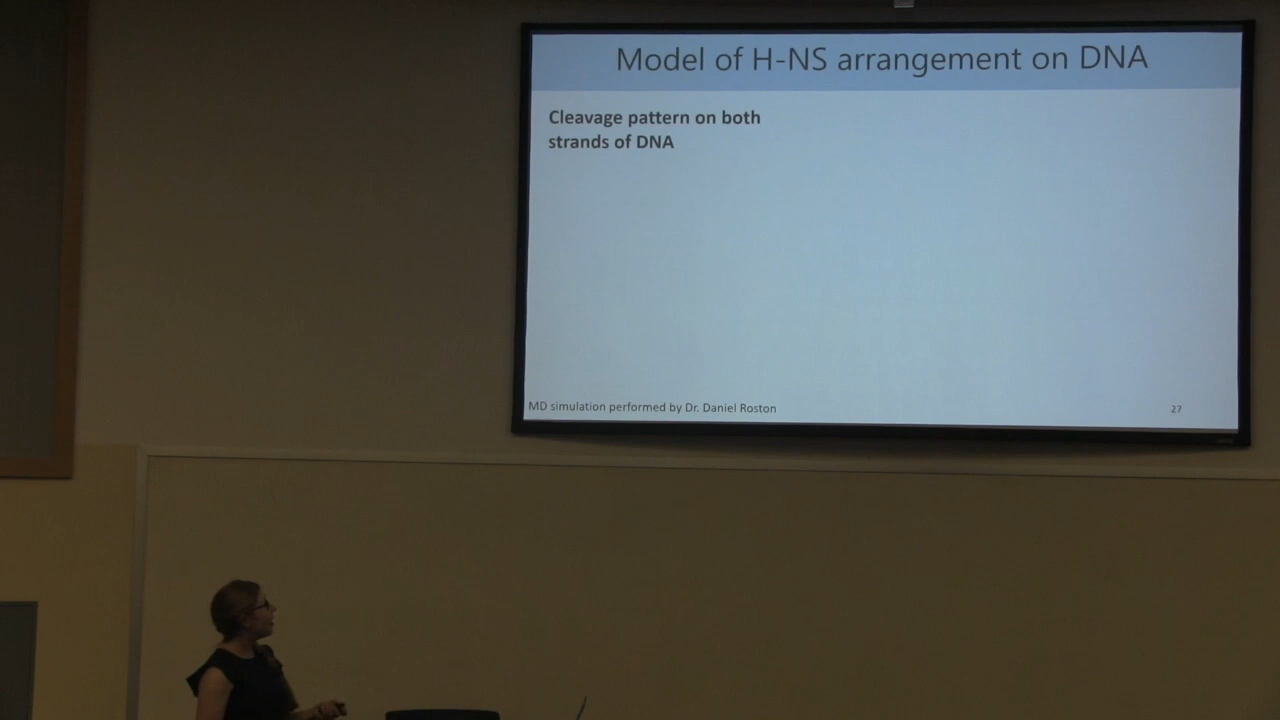 Model of H-NS arrangement on DNA
Cleavage pattern on both
strands of DNA
MD simulation performed by Dr. Daniel Roston
27